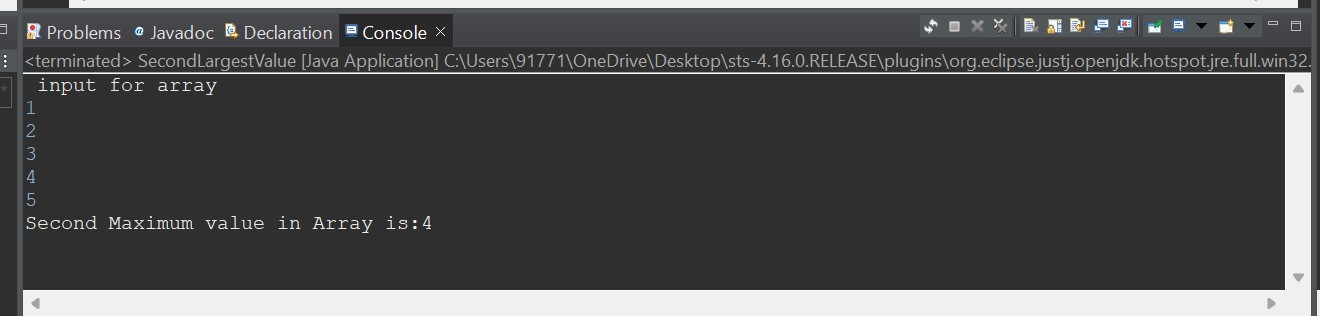 Problems Javadoc Declaration Console
<terminated> SecondLargestValue [Java Application] C:\Users\91771\OneDrive\Desktop\sts-4.16.0.RELEASE\plugins\org.eclipse.justj.openjdk.hotspot.jre.full.win32.
input for array
1
2
3
4
5
Second Maximum value in Array is:4